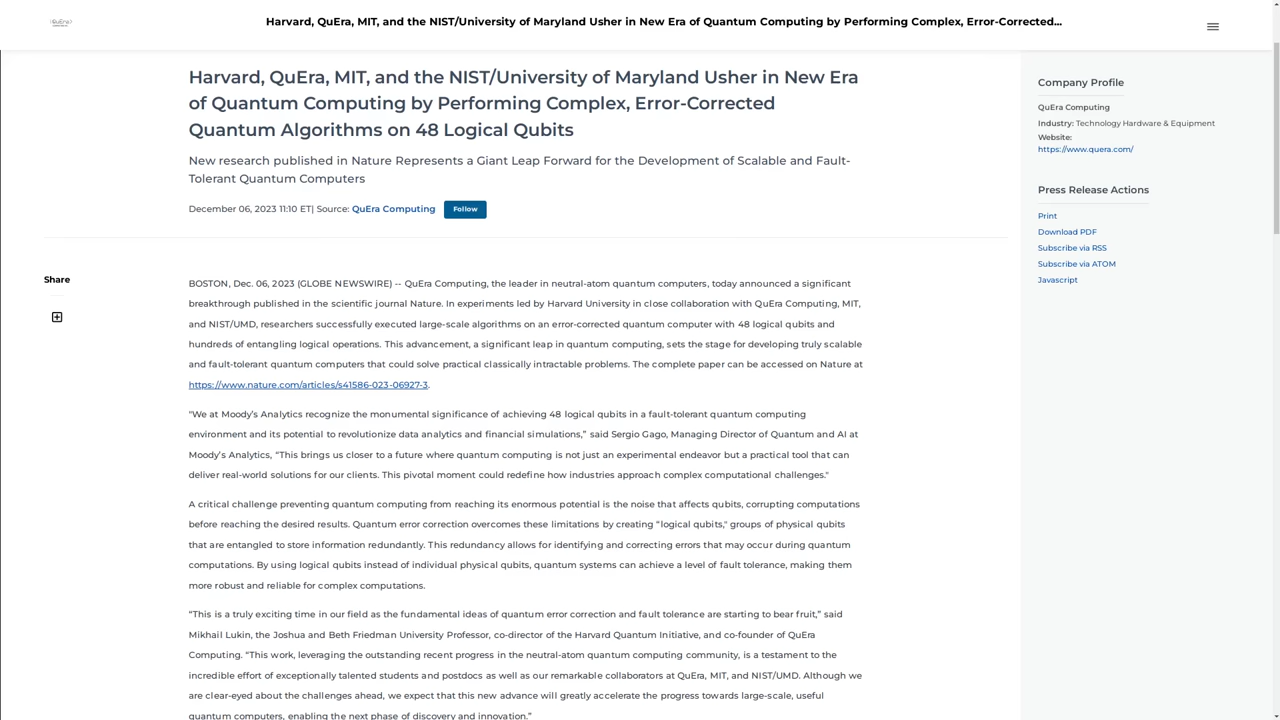 QuEra>
Harvard, QuEra, MIT, and the NIST/University of Maryland Usher in New Era of Quantum Computing by Performing Complex, Error-Corrected...
Harvard, QuEra, MIT, and the NIST/University of Maryland Usher in New Era
of Quantum Computing by Performing Complex, Error-Corrected
Quantum Algorithms on 48 Logical Qubits
New research published in Nature Represents a Giant Leap Forward for the Development of Scalable and Fault-
Tolerant Quantum Computers
December 06, 2023 11:10 ET| Source: QuEra Computing Follow
Share
BOSTON, Dec. 06, 2023 (GLOBE NEWSWIRE) -- QuEra Computing, the leader in neutral-atom quantum computers, today announced a significant
breakthrough published in the scientific journal Nature. In experiments led by Harvard University in close collaboration with QuEra Computing, MIT,
and NIST/UMD, researchers successfully executed large-scale algorithms on an error-corrected quantum computer with 48 logical qubits and
hundreds of entangling logical operations. This advancement, a significant leap in quantum computing, sets the stage for developing truly scalable
and fault-tolerant quantum computers that could solve practical classically intractable problems. The complete paper can be accessed on Nature at
https://www.nature.com/articles/s41586-023-06927-3.
"We at Moody’s Analytics recognize the monumental significance of achieving 48 logical qubits in a fault-tolerant quantum computing
environment and its potential to revolutionize data analytics and financial simulations,” said Sergio Gago, Managing Director of Quantum and AI at
Moody’s Analytics, “This brings us closer to a future where quantum computing is not just an experimental endeavor but a practical tool that can
deliver real-world solutions for our clients. This pivotal moment could redefine how industries approach complex computational challenges."
A critical challenge preventing quantum computing from reaching its enormous potential is the noise that affects qubits, corrupting computations
before reaching the desired results. Quantum error correction overcomes these limitations by creating "logical qubits," groups of physical qubits
that are entangled to store information redundantly. This redundancy allows for identifying and correcting errors that may occur during quantum
computations. By using logical qubits instead of individual physical qubits, quantum systems can achieve a level of fault tolerance, making them
more robust and reliable for complex computations.
“This is a truly exciting time in our field as the fundamental ideas of quantum error correction and fault tolerance are starting to bear fruit,” said
Mikhail Lukin, the Joshua and Beth Friedman University Professor, co-director of the Harvard Quantum Initiative, and co-founder of QuEra
Computing. “This work, leveraging the outstanding recent progress in the neutral-atom quantum computing community, is a testament to the
incredible effort of exceptionally talented students and postdocs as well as our remarkable collaborators at QuEra, MIT, and NIST/UMD. Although we
are clear-eyed about the challenges ahead, we expect that this new advance will greatly accelerate the progress towards large-scale, useful
quantum computers, enabling the next phase of discovery and innovation.”
Company Profile
QuEra Computing
Industry: Technology Hardware & Equipment
Website:
https://www.quera.com/
Press Release Actions
Print
Download PDF
Subscribe via RSS
Subscribe via ATOM
Javascript